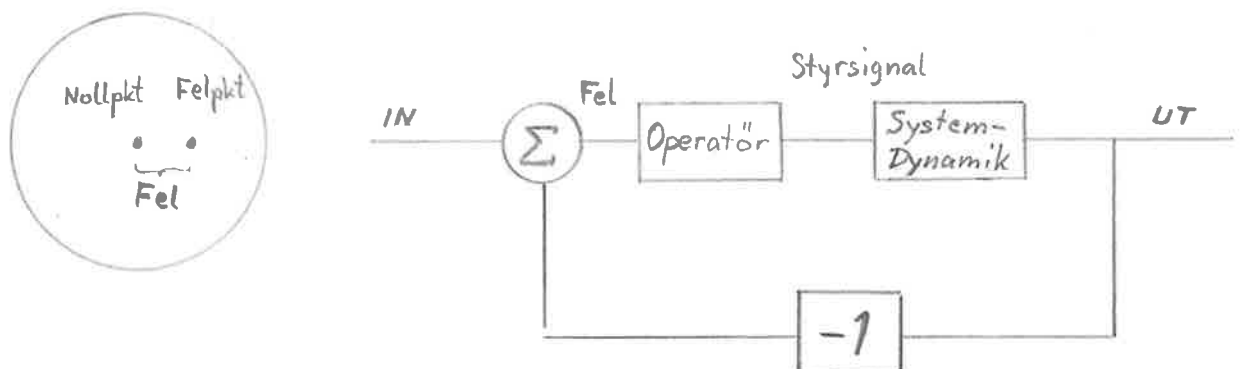 Nollpkt Felpkt
Fel
IN
Σ
Fel
Operatör
Styrsignal
System-
Dynamik
UT
-1